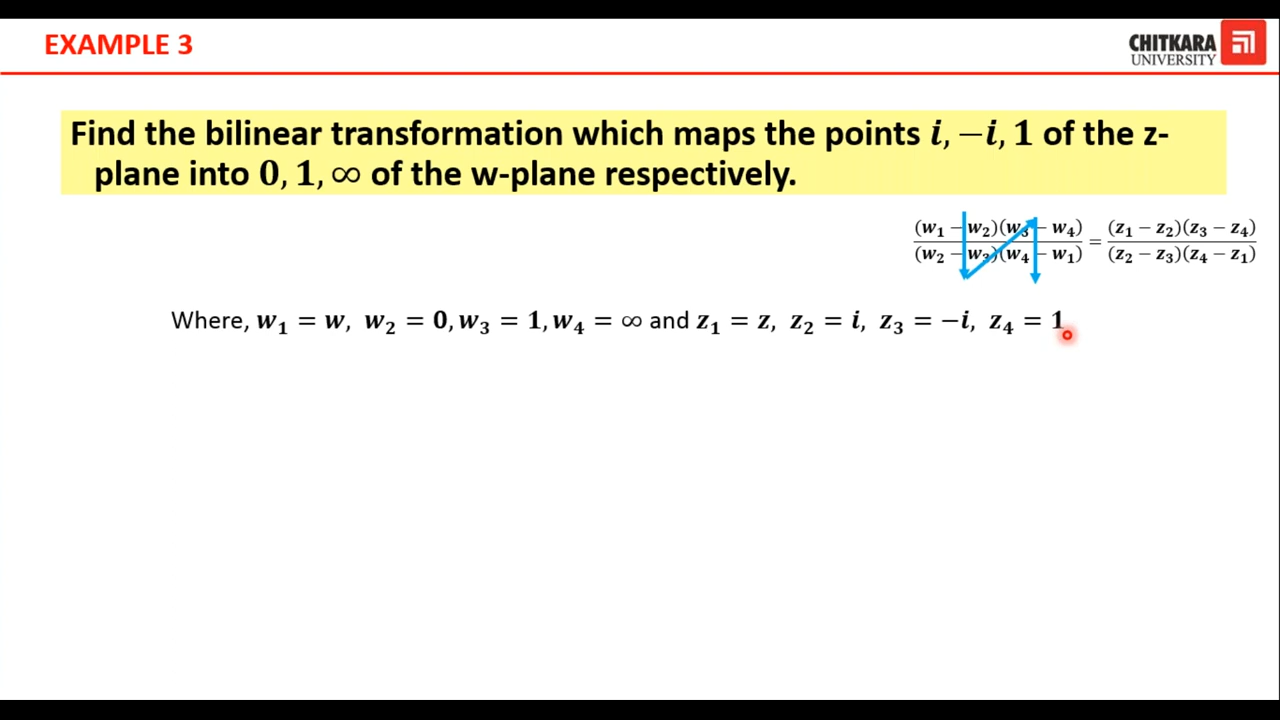 EXAMPLE 3
CHITKARA
UNIVERSITY
Find the bilinear transformation which maps the points i, −i, 1 of the z-
plane into 0, 1, ∞ of the w-plane respectively.
(w₁ − w₂)(w₃ − w₄) / (w₂ − w₃)(w₄ − w₁) = (z₁ − z₂)(z₃ − z₄) / (z₂ − z₃)(z₄ − z₁)
Where, w₁ = w, w₂ = 0, w₃ = 1, w₄ = ∞ and z₁ = z, z₂ = i, z₃ = −i, z₄ = 1